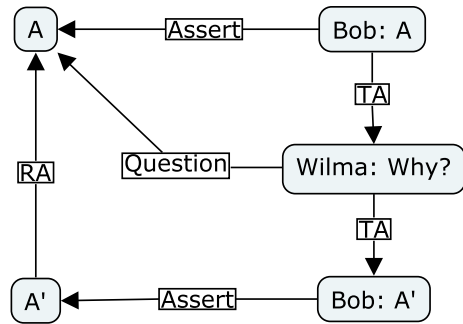 A
Assert
Bob: A
TA
Question
Wilma: Why?
RA
TA
A'
Assert
Bob: A'